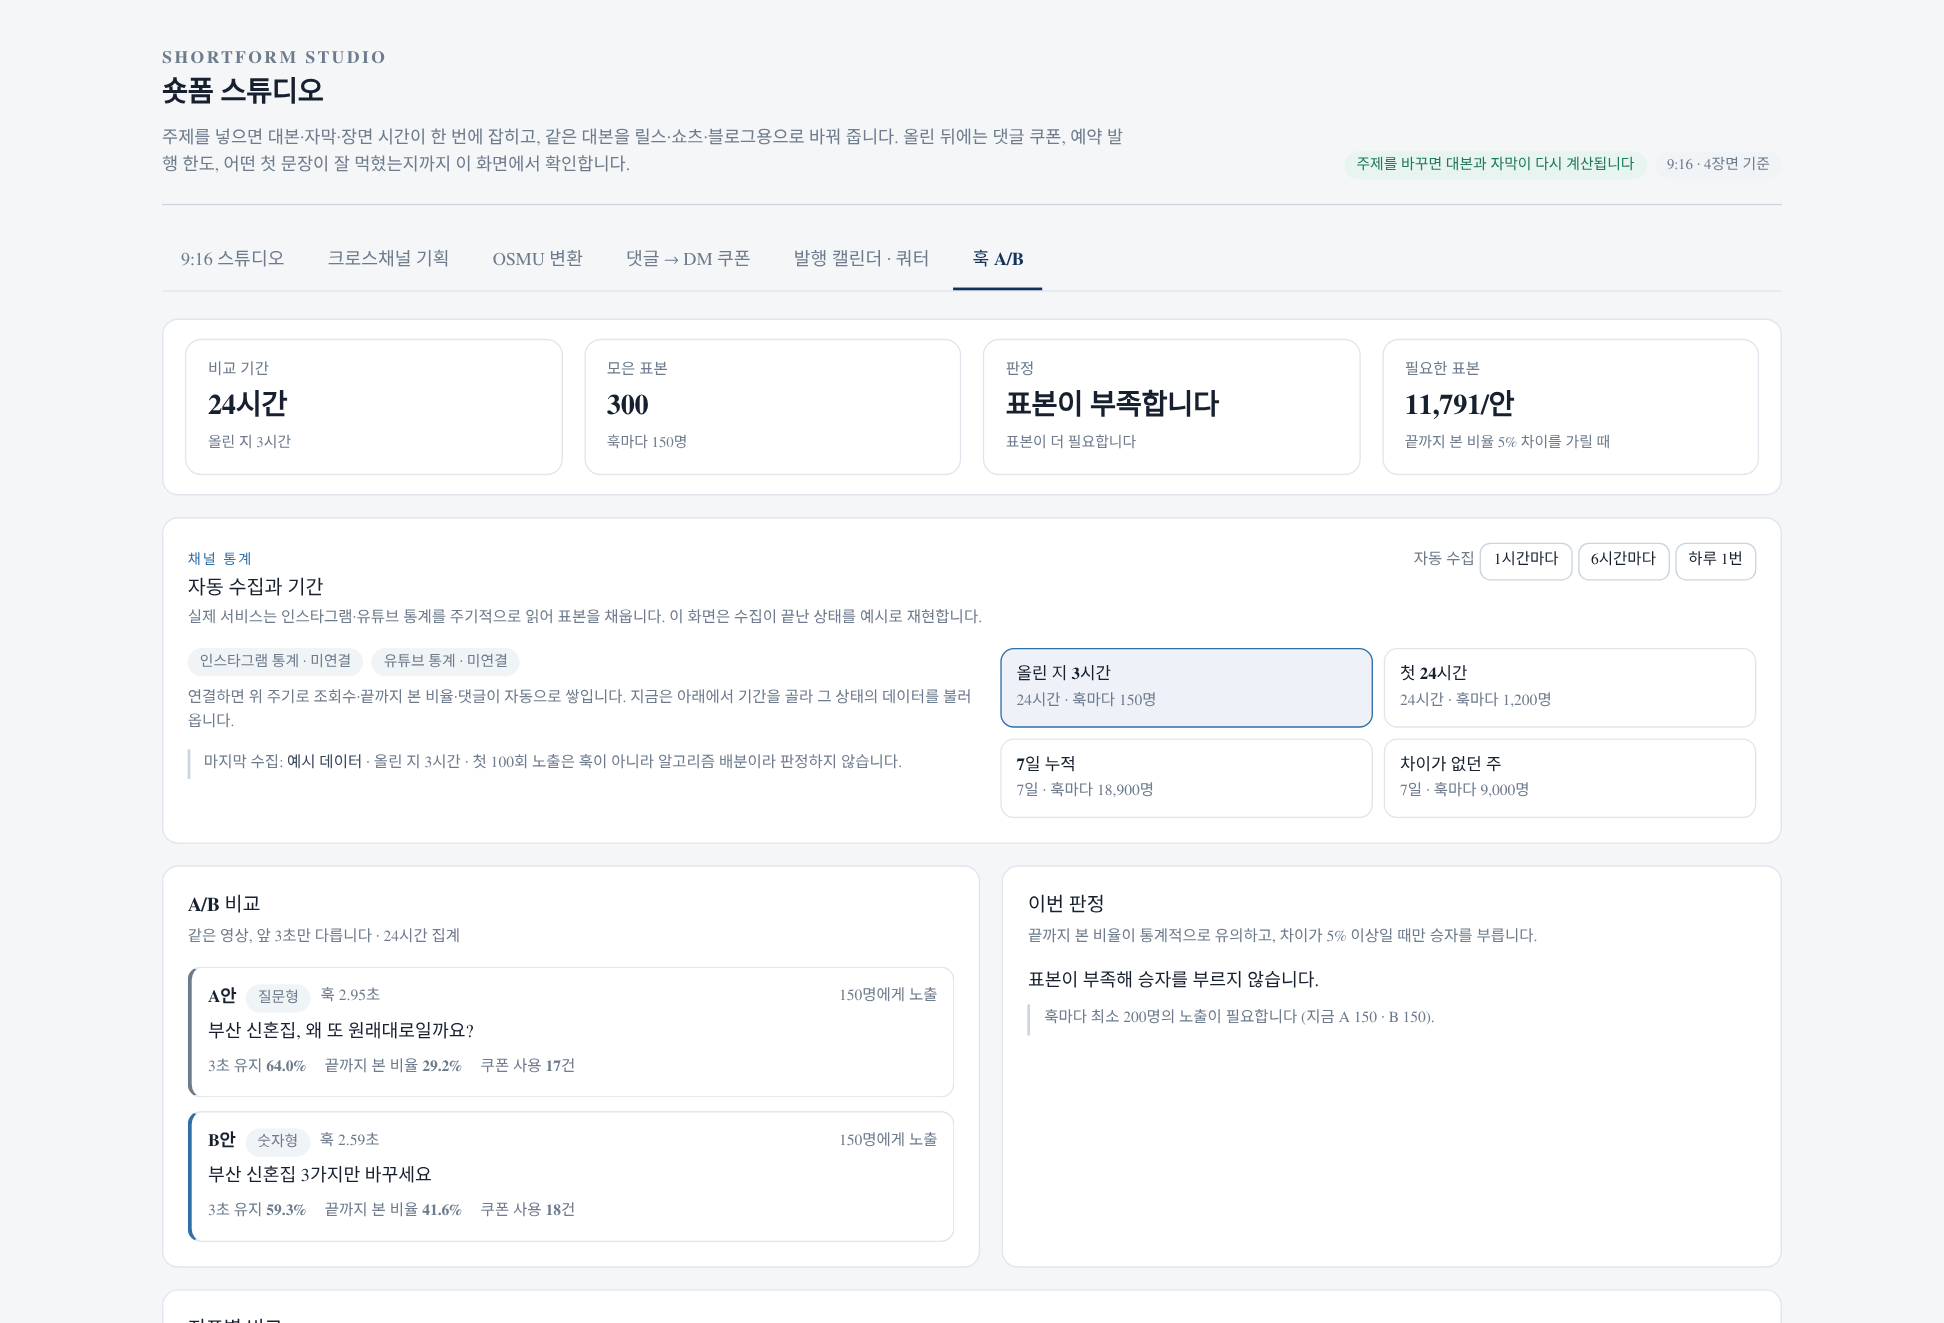 SHORTFORM STUDIO
숏폼 스튜디오
주제를 넣으면 대본·자막·장면 시간이 한 번에 잡히고, 같은 대본을 릴스·쇼츠·블로그용으로 바꿔 줍니다. 올린 뒤에는 댓글 쿠폰, 예약 발
행 한도, 어떤 첫 문장이 잘 먹혔는지까지 이 화면에서 확인합니다.
주제를 바꾸면 대본과 자막이 다시 계산됩니다
9:16 · 4장면 기준
9:16 스튜디오
크로스채널 기획
OSMU 변환
댓글 → DM 쿠폰
발행 캘린더 · 쿼터
훅 A/B
비교 기간
24시간
올린 지 3시간
모은 표본
300
훅마다 150명
판정
표본이 부족합니다
표본이 더 필요합니다
필요한 표본
11,791/안
끝까지 본 비율 5% 차이를 가릴 때
채널 통계
자동 수집과 기간
실제 서비스는 인스타그램·유튜브 통계를 주기적으로 읽어 표본을 채웁니다. 이 화면은 수집이 끝난 상태를 예시로 재현합니다.
자동 수집
1시간마다
6시간마다
하루 1번
인스타그램 통계 · 미연결
유튜브 통계 · 미연결
연결하면 위 주기로 조회수·끝까지 본 비율·댓글이 자동으로 쌓입니다. 지금은 아래에서 기간을 골라 그 상태의 데이터를 불러
옵니다.
마지막 수집: 예시 데이터 · 올린 지 3시간 · 첫 100회 노출은 훅이 아니라 알고리즘 배분이라 판정하지 않습니다.
올린 지 3시간
24시간 · 훅마다 150명
첫 24시간
24시간 · 훅마다 1,200명
7일 누적
7일 · 훅마다 18,900명
차이가 없던 주
7일 · 훅마다 9,000명
A/B 비교
같은 영상, 앞 3초만 다릅니다 · 24시간 집계
A안
질문형
훅 2.95초
150명에게 노출
부산 신혼집, 왜 또 원래대로일까요?
3초 유지 64.0% 끝까지 본 비율 29.2% 쿠폰 사용 17건
B안
숫자형
훅 2.59초
150명에게 노출
부산 신혼집 3가지만 바꾸세요
3초 유지 59.3% 끝까지 본 비율 41.6% 쿠폰 사용 18건
이번 판정
끝까지 본 비율이 통계적으로 유의하고, 차이가 5% 이상일 때만 승자를 부릅니다.
표본이 부족해 승자를 부르지 않습니다.
훅마다 최소 200명의 노출이 필요합니다 (지금 A 150 · B 150).